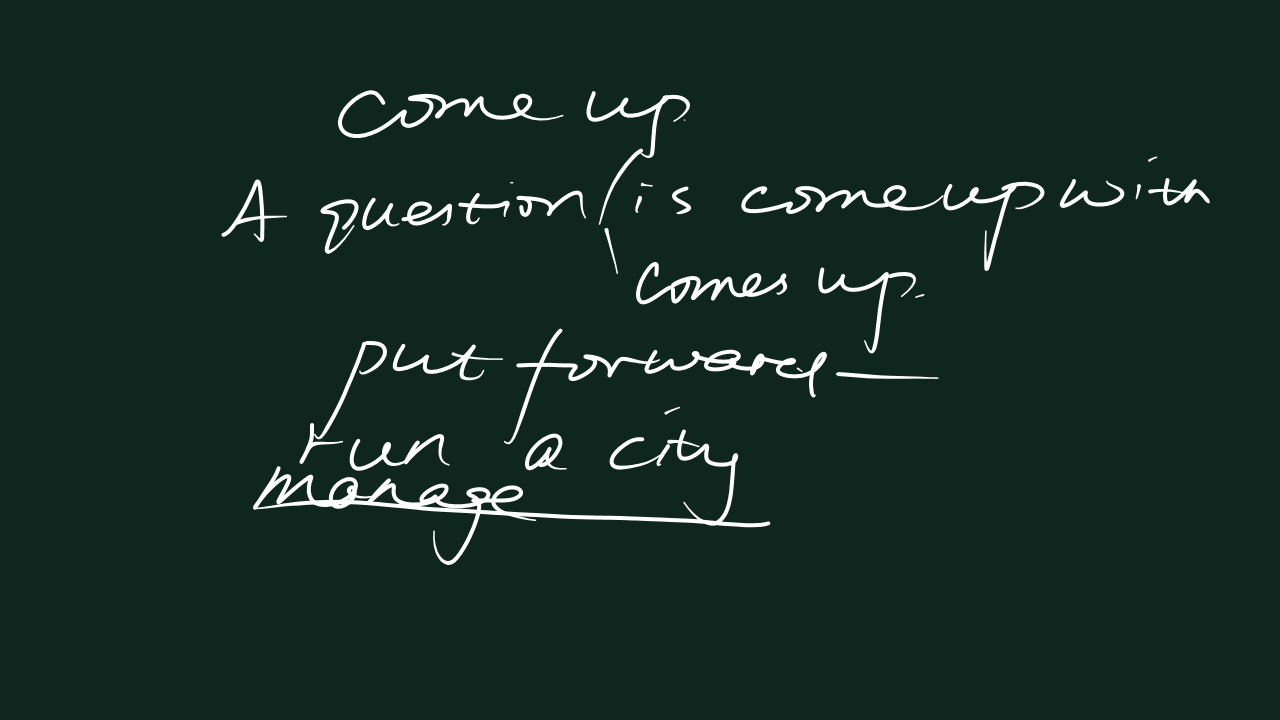 come up
A question is come up with
comes up.
put forward —
run a city
manage